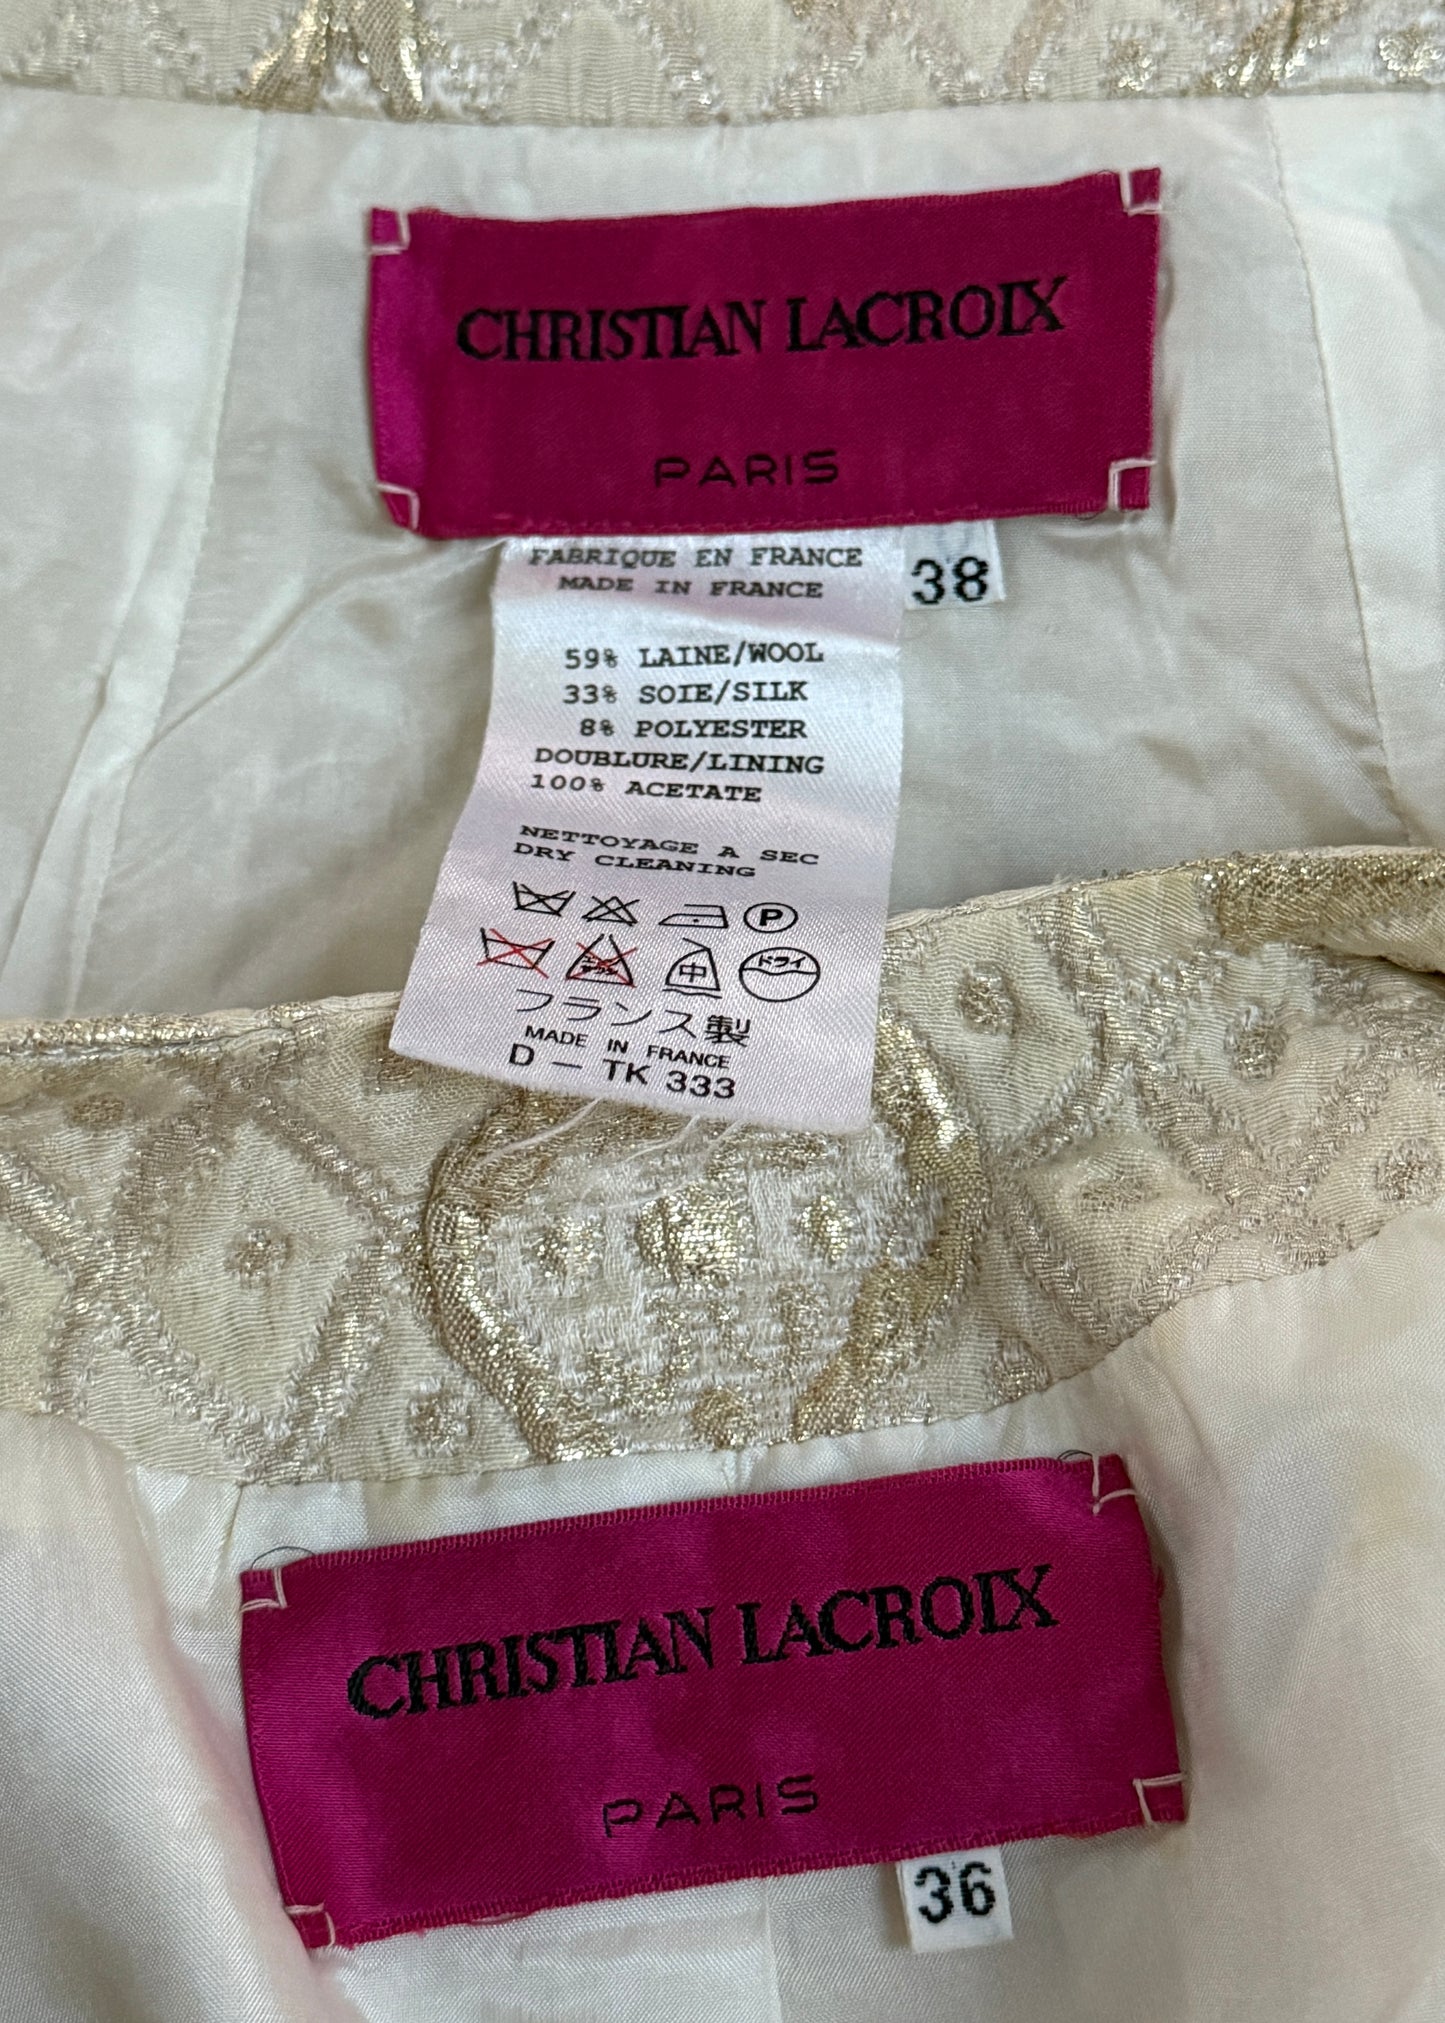 CHRISTIAN LACROIX
PARIS
38
FABRIQUE EN FRANCE
MADE IN FRANCE
59% LAINE/WOOL
33% SOIE/SILK
8% POLYESTER
DOUBLURE/LINING
100% ACETATE
NETTOYAGE A SEC
DRY CLEANING
P
中 ドライ
フランス製
MADE IN FRANCE
D – TK 333
CHRISTIAN LACROIX
PARIS
36